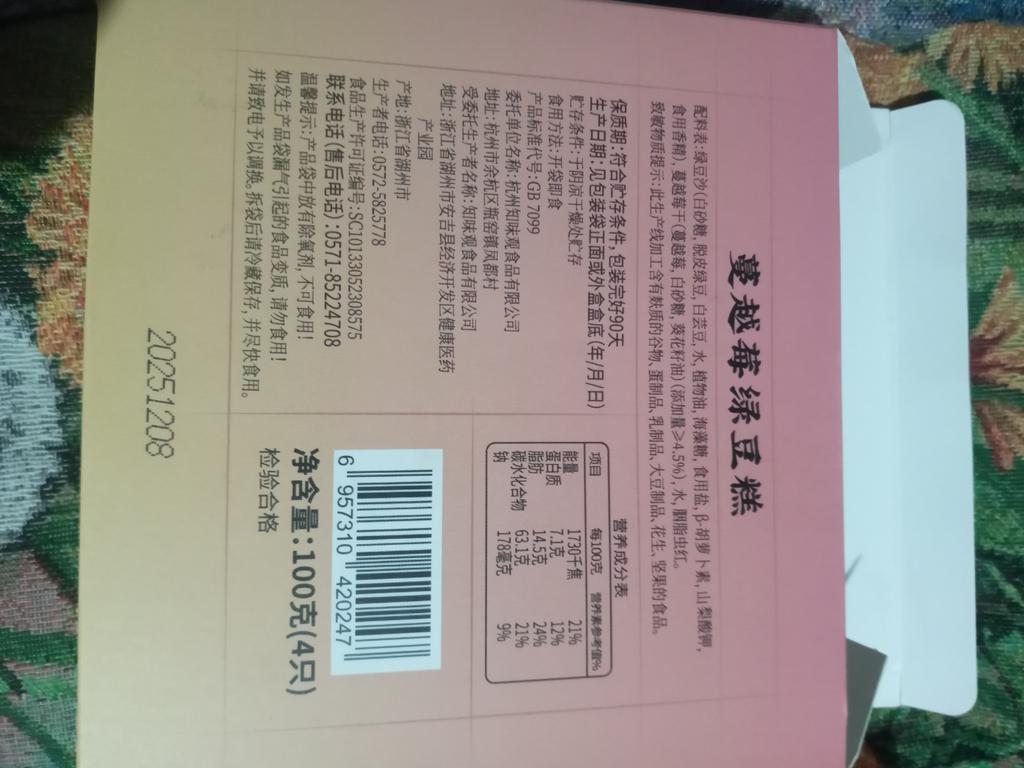 蔓越莓绿豆糕
配料表:绿豆沙(白砂糖, 脱皮绿豆, 白芸豆, 水, 植物油, 海藻糖, 食用盐, β-胡萝卜素, 山梨酸钾,
食用香精)、蔓越莓干(蔓越莓, 白砂糖, 葵花籽油)(添加量≥4.5%), 水, 胭脂虫红。
致敏物质提示:此生产线加工含有麸质的谷物、蛋制品、乳制品、大豆制品、花生、坚果的食品。
保质期:符合贮存条件,包装完好90天
生产日期:见包装袋正面或外盒盒底(年/月/日)
贮存条件:于阴凉干燥处贮存
食用方法:开袋即食
产品标准代号:GB 7099
委托单位名称:杭州知味观食品有限公司
地址:杭州市余杭区瓶窑镇凤都村
受委托生产者名称:知味观食品有限公司
地址:浙江省湖州市安吉县经济开发区健康医药
产业园
产地:浙江省湖州市
生产者电话:0572-5825778
食品生产许可证编号:SC10133052308575
联系电话(售后电话):0571-85224708
温馨提示:产品袋中放有除氧剂, 不可食用!
如发生产品袋漏气引起的食品变质, 请勿食用!
并请致电予以调换。拆袋后请冷藏保存, 并尽快食用。
营养成分表
项目 每100克 营养素参考值%
能量 1730千焦 21%
蛋白质 7.1克 12%
脂肪 14.5克 24%
碳水化合物 63.1克 21%
钠 178毫克 9%
6 957310 420247
净含量:100克(4只)
检验合格
20251208